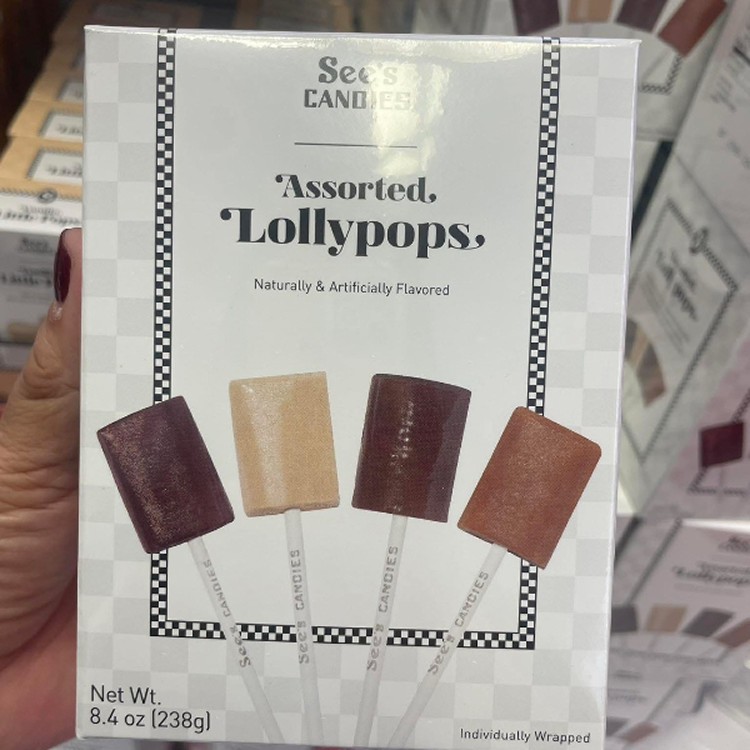 See's
CANDIES
Assorted
Lollypops
Naturally & Artificially Flavored
See's CANDIES
See's CANDIES
See's CANDIES
See's CANDIES
Net Wt.
8.4 oz (238g)
Individually Wrapped
Lollypops